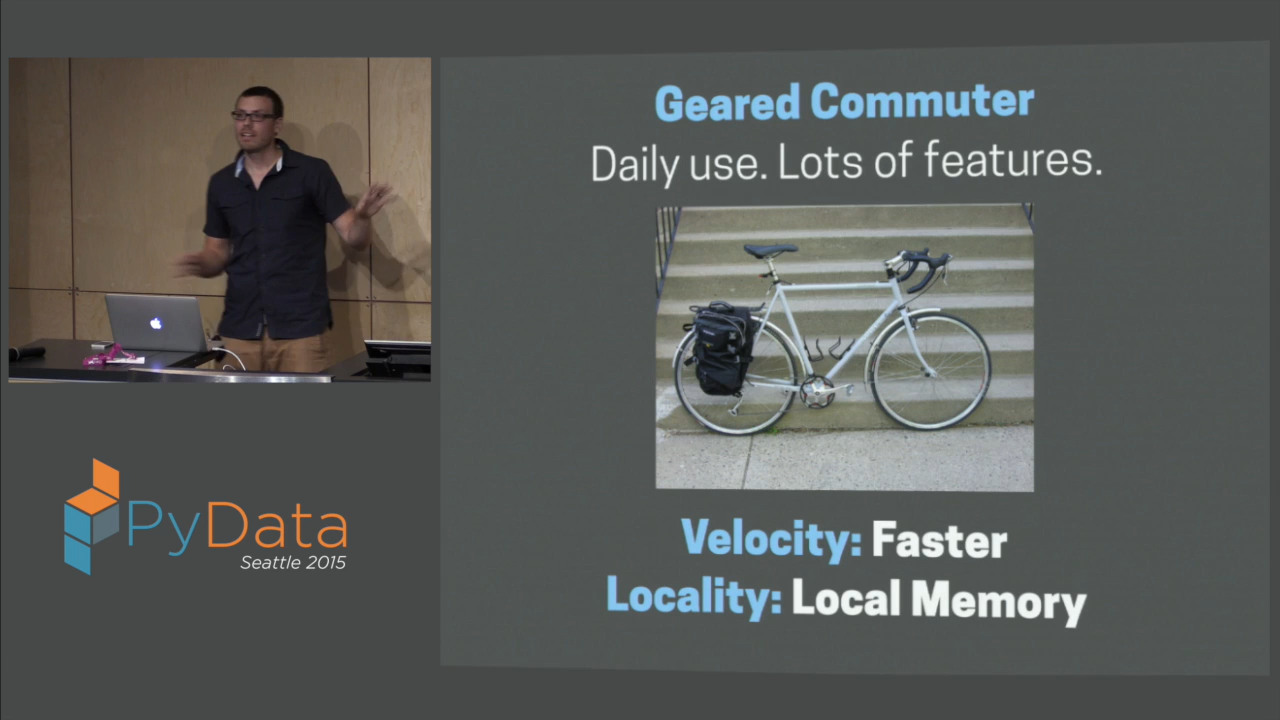 Geared Commuter
Daily use. Lots of features.
Velocity: Faster
Locality: Local Memory
PyData
Seattle 2015